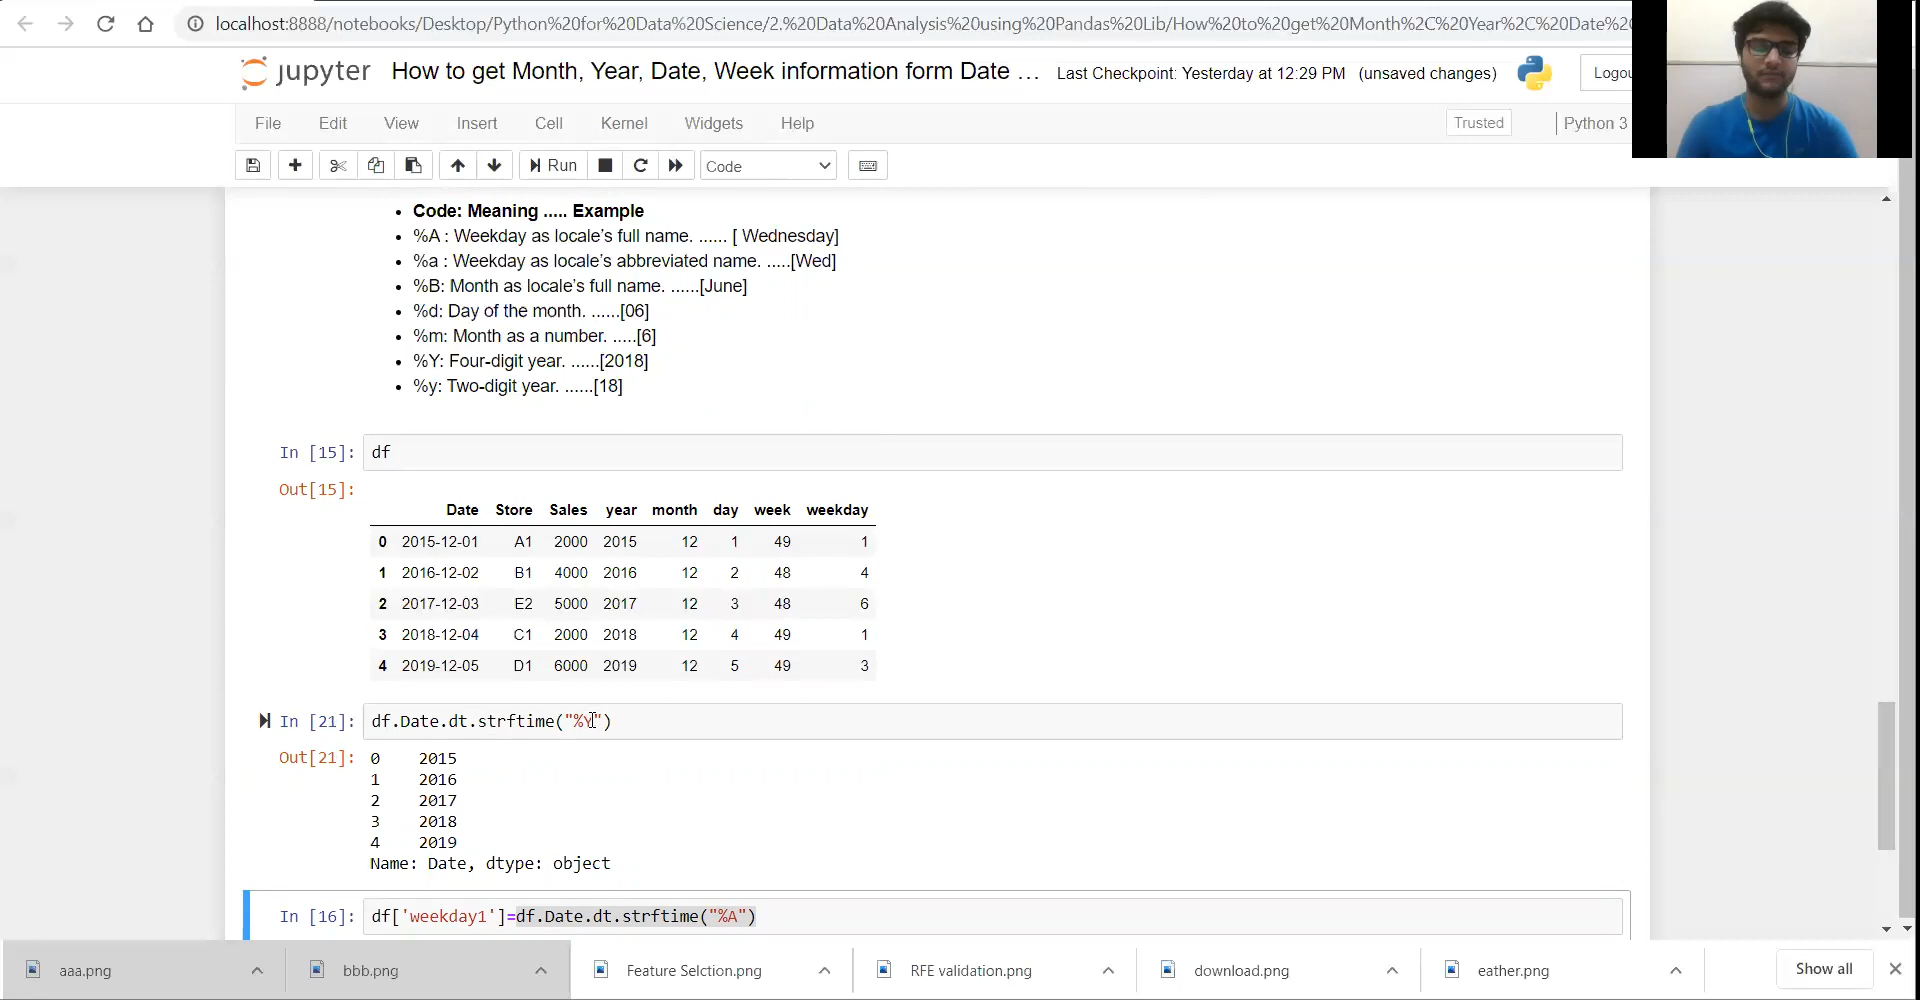 localhost:8888/notebooks/Desktop/Python%20for%20Data%20Science/2.%20Data%20Analysis%20using%20Pandas%20Lib/How%20to%20get%20Month%2C%20Year%2C%20Date%2
jupyter How to get Month, Year, Date, Week information form Date ... Last Checkpoint: Yesterday at 12:29 PM (unsaved changes) Logou
File Edit View Insert Cell Kernel Widgets Help Trusted Python 3
Run Code
• Code: Meaning ..... Example
• %A : Weekday as locale’s full name. ...... [ Wednesday]
• %a : Weekday as locale’s abbreviated name. .....[Wed]
• %B: Month as locale’s full name. ......[June]
• %d: Day of the month. ......[06]
• %m: Month as a number. .....[6]
• %Y: Four-digit year. ......[2018]
• %y: Two-digit year. ......[18]
In [15]: df
Out[15]:
Date Store Sales year month day week weekday
0 2015-12-01 A1 2000 2015 12 1 49 1
1 2016-12-02 B1 4000 2016 12 2 48 4
2 2017-12-03 E2 5000 2017 12 3 48 6
3 2018-12-04 C1 2000 2018 12 4 49 1
4 2019-12-05 D1 6000 2019 12 5 49 3
In [21]: df.Date.dt.strftime("%Y")
Out[21]: 0 2015
1 2016
2 2017
3 2018
4 2019
Name: Date, dtype: object
In [16]: df['weekday1']=df.Date.dt.strftime("%A")
aaa.png bbb.png Feature Selction.png RFE validation.png download.png eather.png Show all